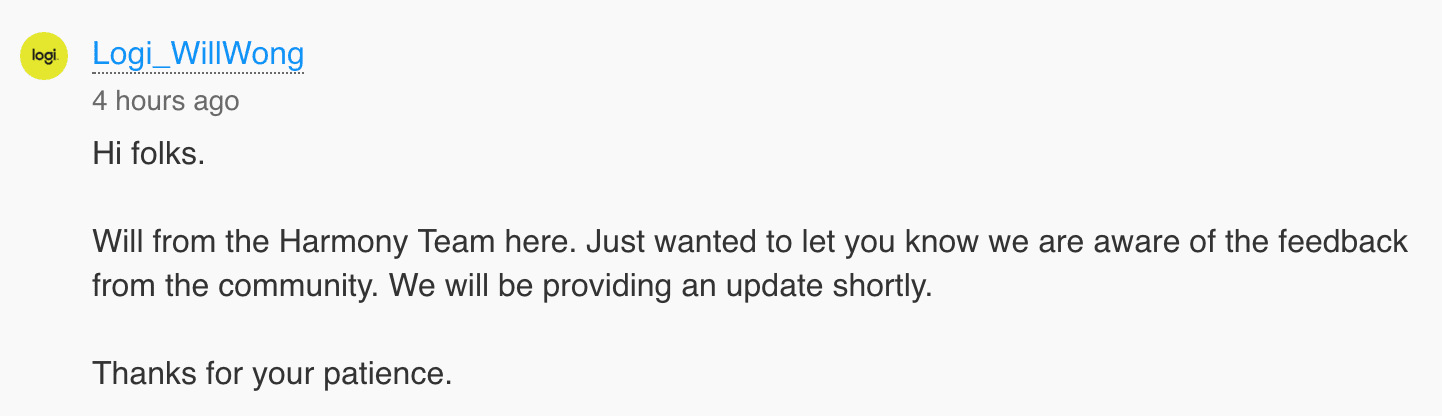 logi
Logi_WillWong
4 hours ago
Hi folks.
Will from the Harmony Team here. Just wanted to let you know we are aware of the feedback
from the community. We will be providing an update shortly.
Thanks for your patience.